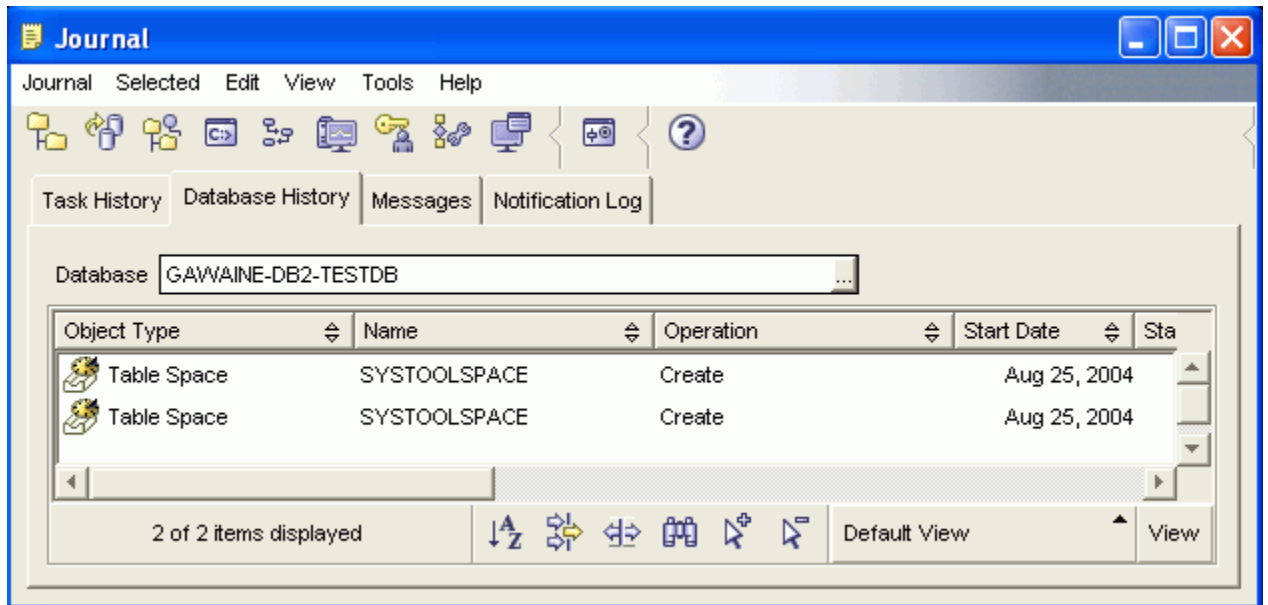 Journal
Journal Selected Edit View Tools Help
C:>
?
Task History Database History Messages Notification Log
Database GAWAINE-DB2-TESTDB ...
Object Type Name Operation Start Date Sta
Table Space SYSTOOLSPACE Create Aug 25, 2004
Table Space SYSTOOLSPACE Create Aug 25, 2004
2 of 2 items displayed A Z Default View View